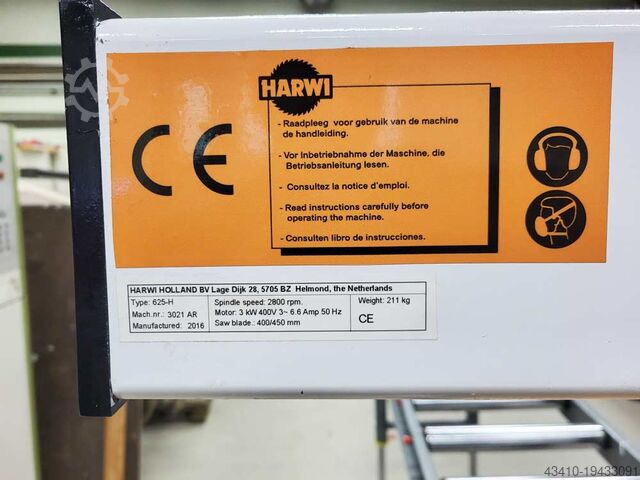 HARWI
- Raadpleeg voor gebruik van de machine
de handleiding.
- Vor Inbetriebnahme der Maschine, die
Betriebsanleitung lesen.
- Consultez la notice d'emploi.
- Read instructions carefully before
operating the machine.
- Consulten libro de instrucciones.
CE
HARWI HOLLAND BV Lage Dijk 28, 5705 BZ Helmond, the Netherlands
Type: 625-H
Mach.nr.: 3021 AR
Manufactured: 2016
Spindle speed: 2800 rpm.
Motor: 3 kW 400V 3~ 6.6 Amp 50 Hz
Saw blade.: 400/450 mm
Weight: 211 kg
CE
43410-19433091